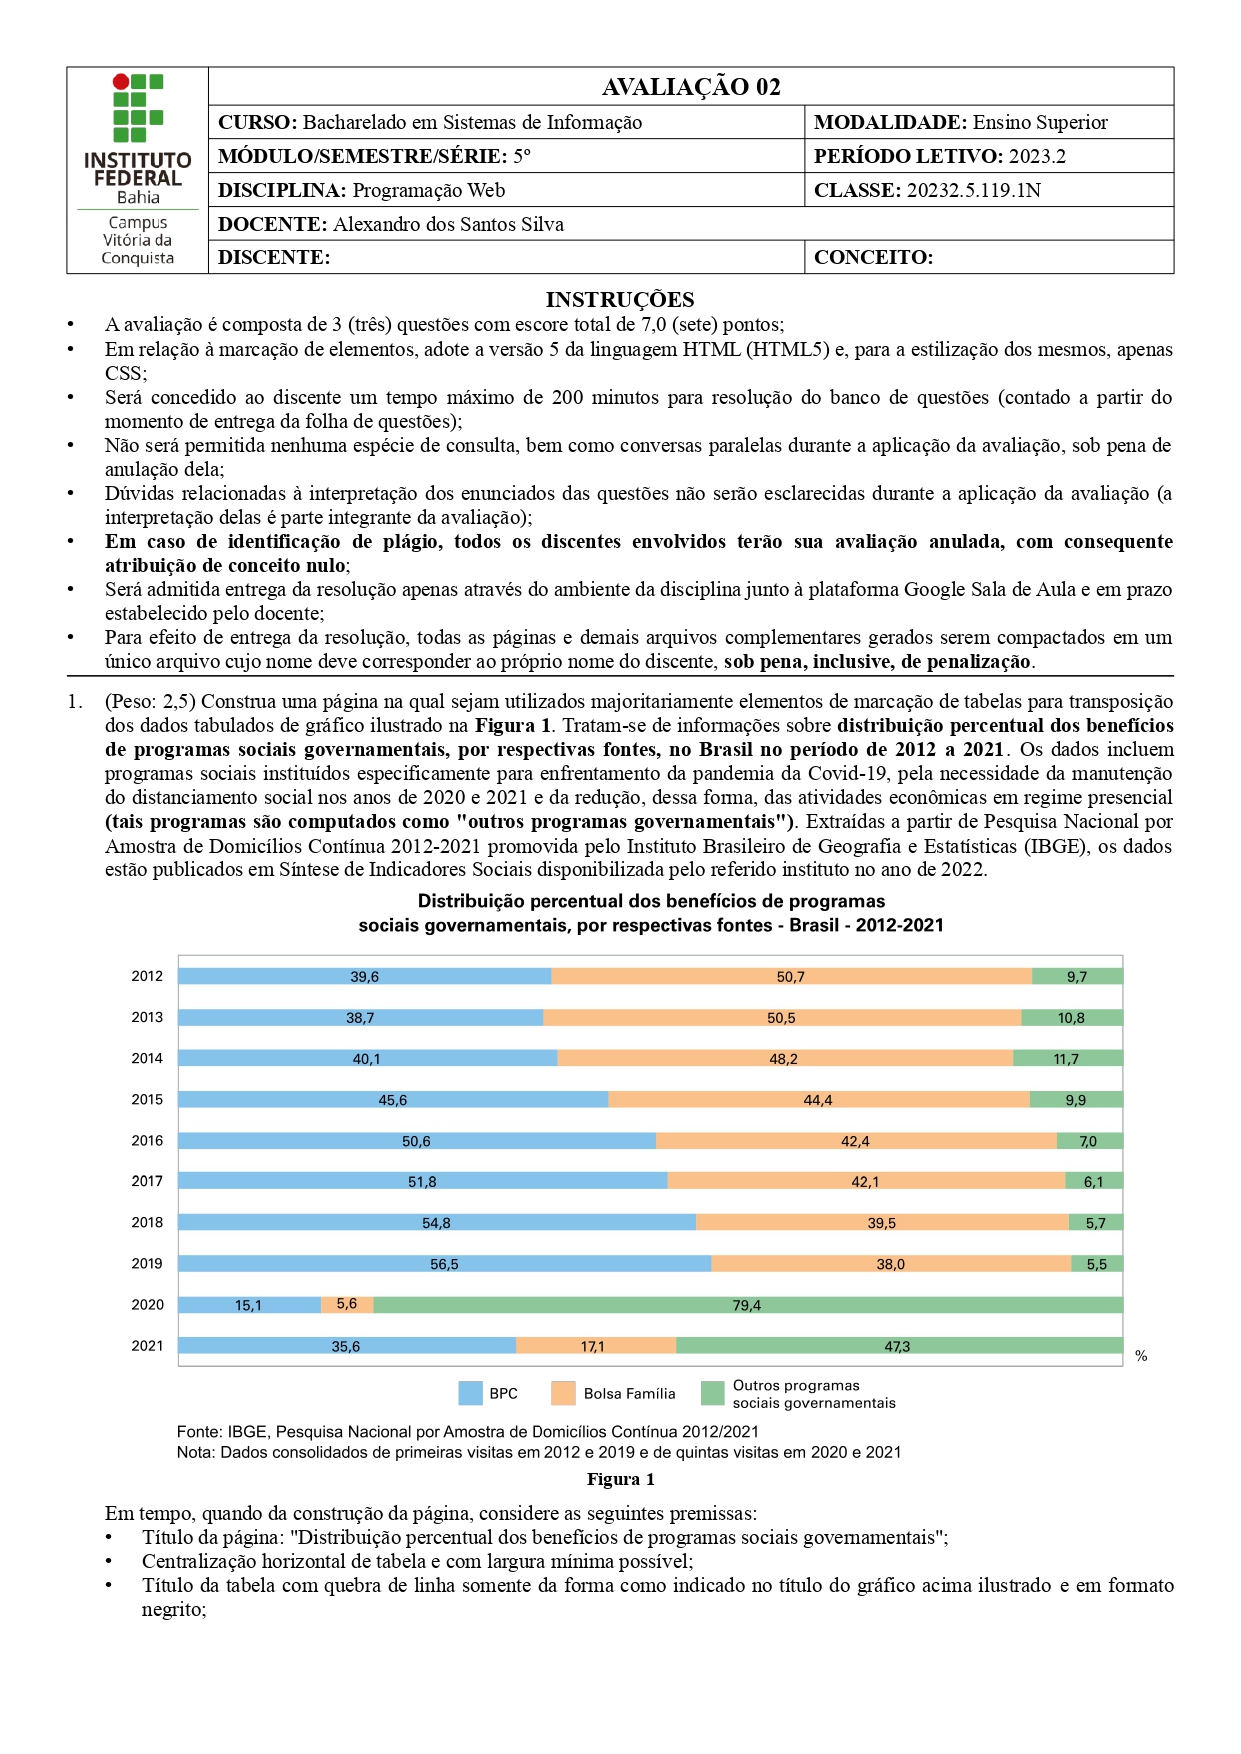 INSTITUTO
FEDERAL
Bahia
Campus
Vitória da
Conquista
AVALIAÇÃO 02
CURSO: Bacharelado em Sistemas de Informação
MODALIDADE: Ensino Superior
MÓDULO/SEMESTRE/SÉRIE: 5º
PERÍODO LETIVO: 2023.2
DISCIPLINA: Programação Web
CLASSE: 20232.5.119.1N
DOCENTE: Alexandro dos Santos Silva
DISCENTE:
CONCEITO:
INSTRUÇÕES
• A avaliação é composta de 3 (três) questões com escore total de 7,0 (sete) pontos;
• Em relação à marcação de elementos, adote a versão 5 da linguagem HTML (HTML5) e, para a estilização dos mesmos, apenas
CSS;
• Será concedido ao discente um tempo máximo de 200 minutos para resolução do banco de questões (contado a partir do
momento de entrega da folha de questões);
• Não será permitida nenhuma espécie de consulta, bem como conversas paralelas durante a aplicação da avaliação, sob pena de
anulação dela;
• Dúvidas relacionadas à interpretação dos enunciados das questões não serão esclarecidas durante a aplicação da avaliação (a
interpretação delas é parte integrante da avaliação);
• Em caso de identificação de plágio, todos os discentes envolvidos terão sua avaliação anulada, com consequente
atribuição de conceito nulo;
• Será admitida entrega da resolução apenas através do ambiente da disciplina junto à plataforma Google Sala de Aula e em prazo
estabelecido pelo docente;
• Para efeito de entrega da resolução, todas as páginas e demais arquivos complementares gerados serem compactados em um
único arquivo cujo nome deve corresponder ao próprio nome do discente, sob pena, inclusive, de penalização.
1. (Peso: 2,5) Construa uma página na qual sejam utilizados majoritariamente elementos de marcação de tabelas para transposição
dos dados tabulados de gráfico ilustrado na Figura 1. Tratam-se de informações sobre distribuição percentual dos benefícios
de programas sociais governamentais, por respectivas fontes, no Brasil no período de 2012 a 2021. Os dados incluem
programas sociais instituídos especificamente para enfrentamento da pandemia da Covid-19, pela necessidade da manutenção
do distanciamento social nos anos de 2020 e 2021 e da redução, dessa forma, das atividades econômicas em regime presencial
(tais programas são computados como "outros programas governamentais"). Extraídas a partir de Pesquisa Nacional por
Amostra de Domicílios Contínua 2012-2021 promovida pelo Instituto Brasileiro de Geografia e Estatísticas (IBGE), os dados
estão publicados em Síntese de Indicadores Sociais disponibilizada pelo referido instituto no ano de 2022.
Distribuição percentual dos benefícios de programas
sociais governamentais, por respectivas fontes - Brasil - 2012-2021
2012 39,6 50,7 9,7
2013 38,7 50,5 10,8
2014 40,1 48,2 11,7
2015 45,6 44,4 9,9
2016 50,6 42,4 7,0
2017 51,8 42,1 6,1
2018 54,8 39,5 5,7
2019 56,5 38,0 5,5
2020 15,1 5,6 79,4
2021 35,6 17,1 47,3
%
BPC
Bolsa Família
Outros programas
sociais governamentais
Fonte: IBGE, Pesquisa Nacional por Amostra de Domicílios Contínua 2012/2021
Nota: Dados consolidados de primeiras visitas em 2012 e 2019 e de quintas visitas em 2020 e 2021
Figura 1
Em tempo, quando da construção da página, considere as seguintes premissas:
• Título da página: "Distribuição percentual dos benefícios de programas sociais governamentais";
• Centralização horizontal de tabela e com largura mínima possível;
• Título da tabela com quebra de linha somente da forma como indicado no título do gráfico acima ilustrado e em formato
negrito;